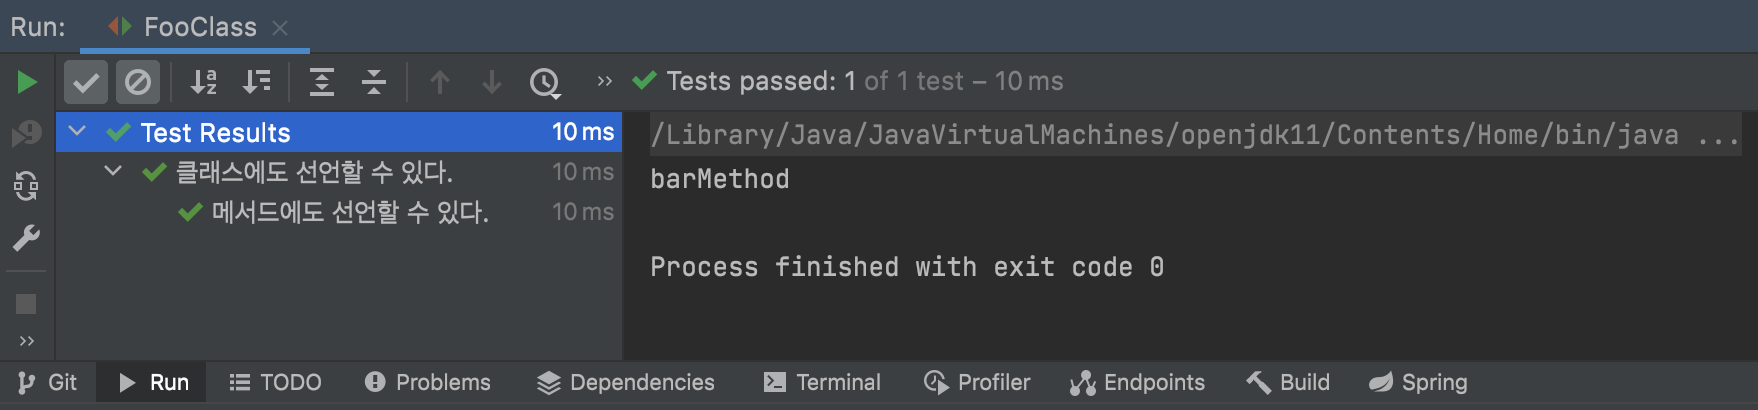 Run: FooClass
Tests passed: 1 of 1 test – 10 ms
Test Results 10 ms
클래스에도 선언할 수 있다. 10 ms
메서드에도 선언할 수 있다. 10 ms
/Library/Java/JavaVirtualMachines/openjdk11/Contents/Home/bin/java ...
barMethod
Process finished with exit code 0
Git Run TODO Problems Dependencies Terminal Profiler Endpoints Build Spring